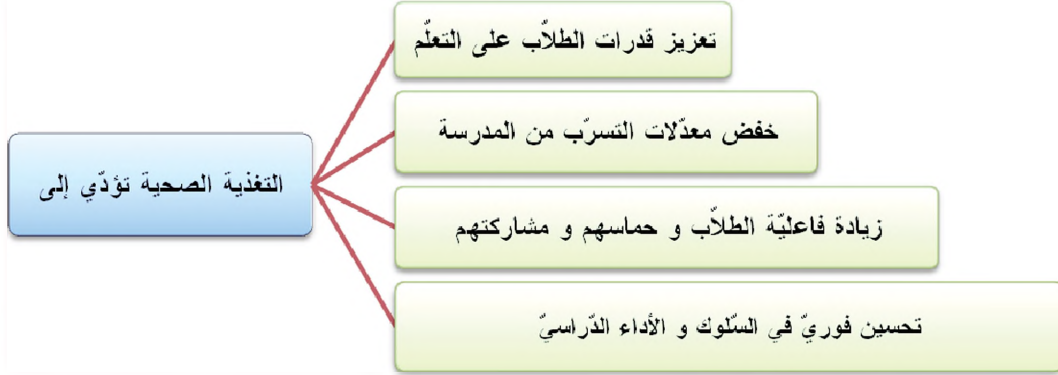 تعزيز قدرات الطلاّب على التعلّم
خفض معدّلات التسرّب من المدرسة
التغذية الصحية تؤدّي إلى
زيادة فاعليّة الطلاّب و حماسهم و مشاركتهم
تحسين فوريّ في السّلوك و الأداء الدّراسيّ